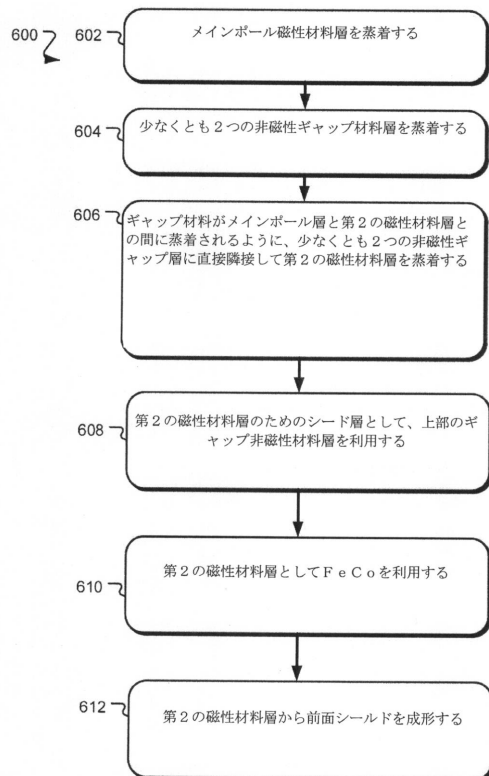 600
602
メインポール磁性材料層を蒸着する
604
少なくとも２つの非磁性ギャップ材料層を蒸着する
606
ギャップ材料がメインポール層と第２の磁性材料層と
の間に蒸着されるように、少なくとも２つの非磁性ギ
ャップ層に直接隣接して第２の磁性材料層を蒸着する
608
第２の磁性材料層のためのシード層として、上部のギ
ャップ非磁性材料層を利用する
610
第２の磁性材料層としてＦｅＣｏを利用する
612
第２の磁性材料層から前面シールドを成形する